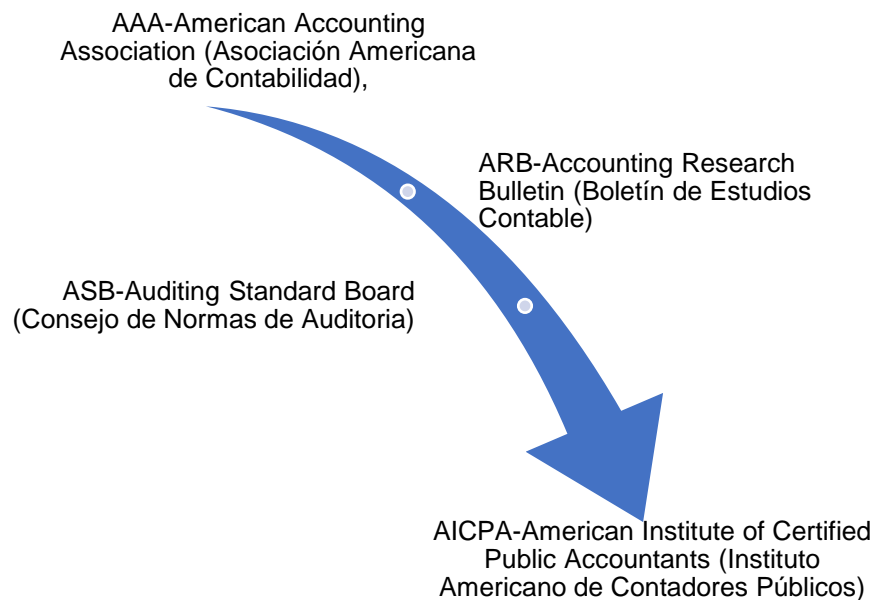 AAA-American Accounting
Association (Asociación Americana
de Contabilidad),
ARB-Accounting Research
Bulletin (Boletín de Estudios
Contable)
ASB-Auditing Standard Board
(Consejo de Normas de Auditoria)
AICPA-American Institute of Certified
Public Accountants (Instituto
Americano de Contadores Públicos)